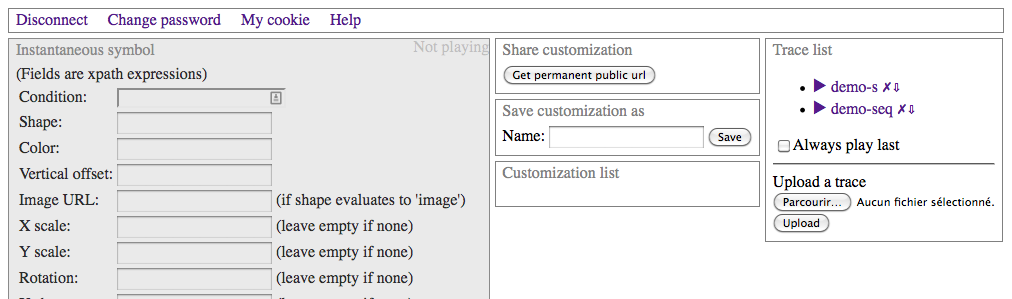 Disconnect Change password My cookie Help
Instantaneous symbol
Not playing
(Fields are xpath expressions)
Condition:
Shape:
Color:
Vertical offset:
Image URL: (if shape evaluates to 'image')
X scale: (leave empty if none)
Y scale: (leave empty if none)
Rotation: (leave empty if none)
Share customization
Get permanent public url
Save customization as
Name: Save
Customization list
Trace list
demo-s ✗⇩
demo-seq ✗⇩
Always play last
Upload a trace
Parcourir... Aucun fichier sélectionné.
Upload